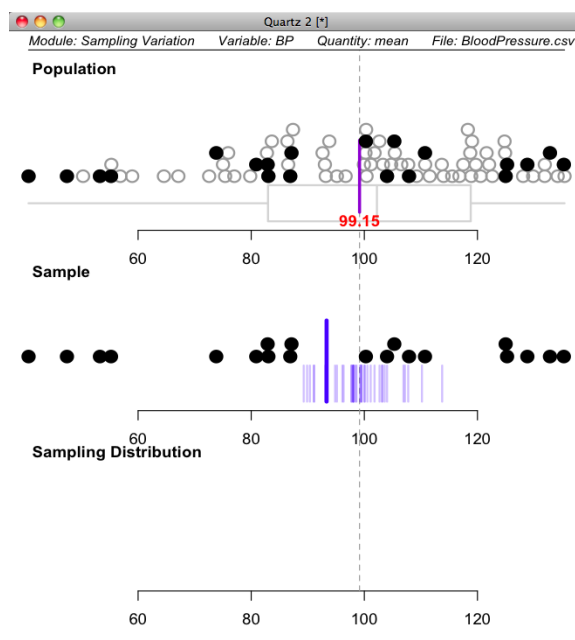 Quartz 2 [*]
Module: Sampling Variation Variable: BP Quantity: mean File: BloodPressure.csv
Population
99.15
60 80 100 120
Sample
60 80 100 120
Sampling Distribution
60 80 100 120